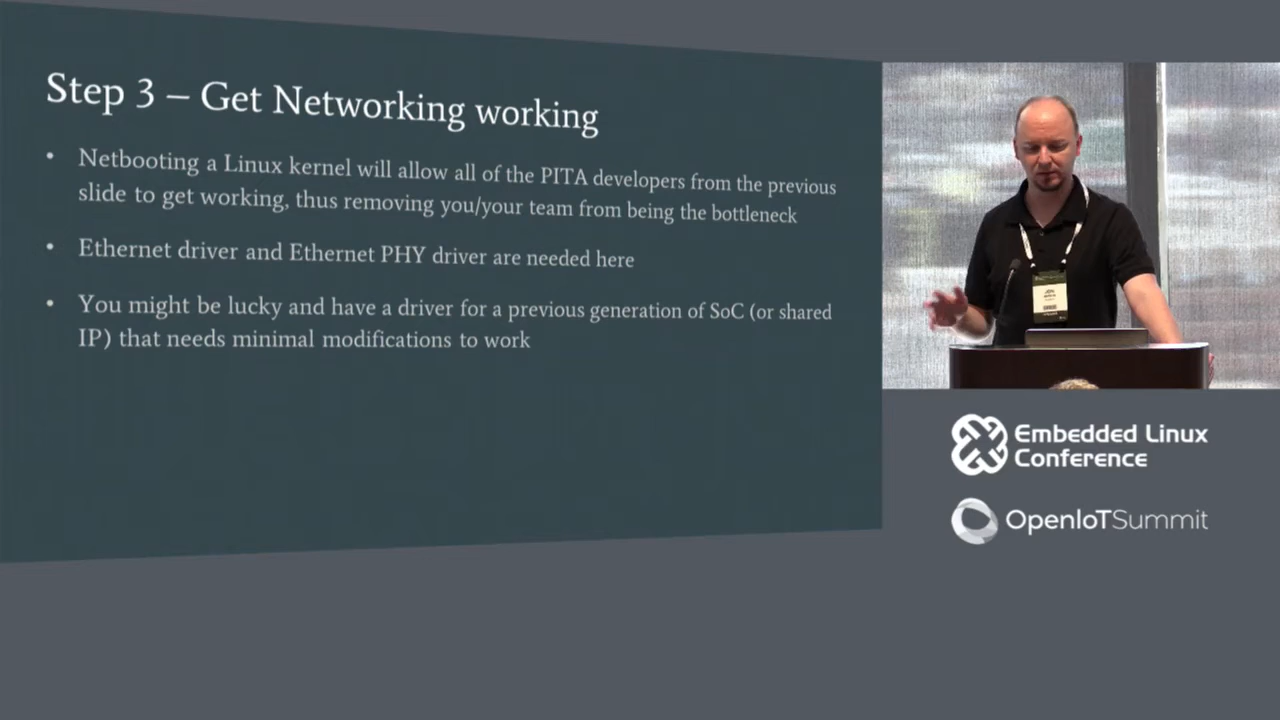 Step 3 – Get Networking working
• Netbooting a Linux kernel will allow all of the PITA developers from the previous
slide to get working, thus removing you/your team from being the bottleneck
• Ethernet driver and Ethernet PHY driver are needed here
• You might be lucky and have a driver for a previous generation of SoC (or shared
IP) that needs minimal modifications to work
Embedded Linux
Conference
OpenIoTSummit